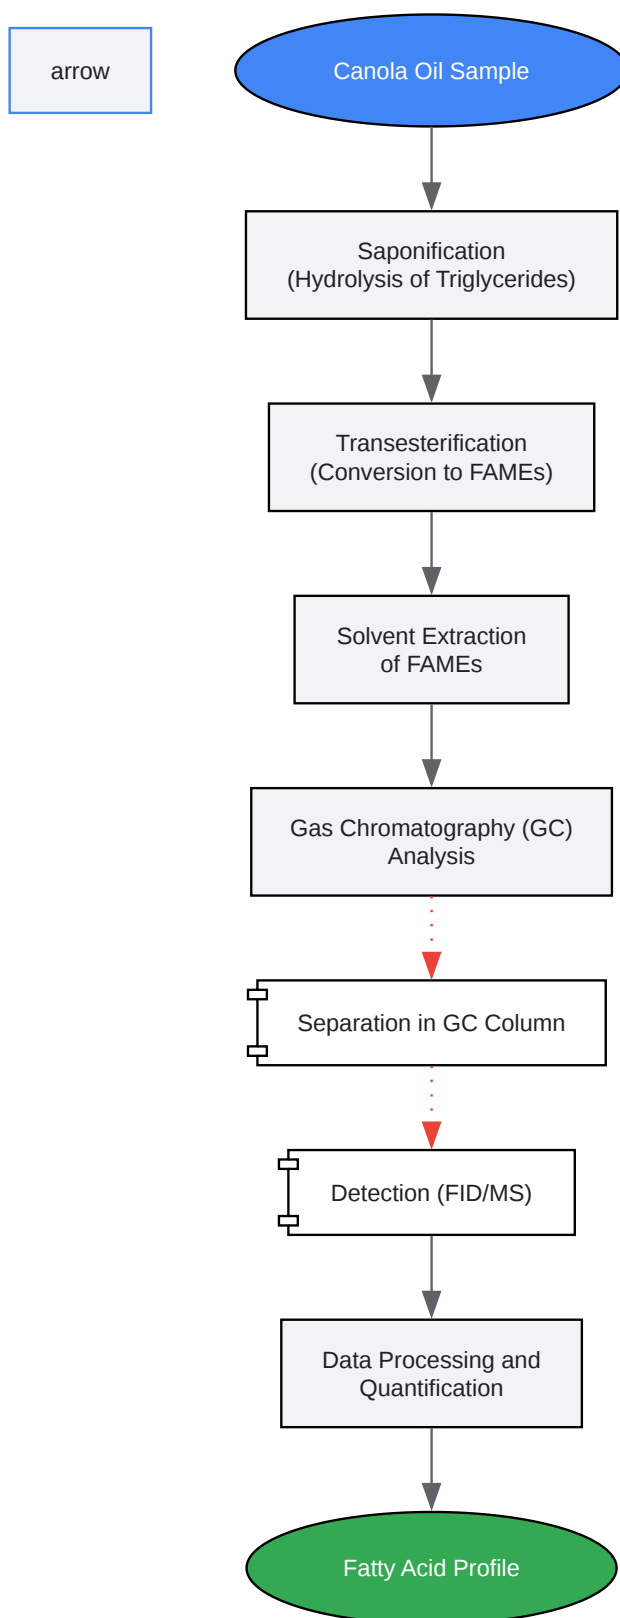 arrow
Canola Oil Sample
Saponification
(Hydrolysis of Triglycerides)
Transesterification
(Conversion to FAMEs)
Solvent Extraction
of FAMEs
Gas Chromatography (GC)
Analysis
Separation in GC Column
Detection (FID/MS)
Data Processing and
Quantification
Fatty Acid Profile